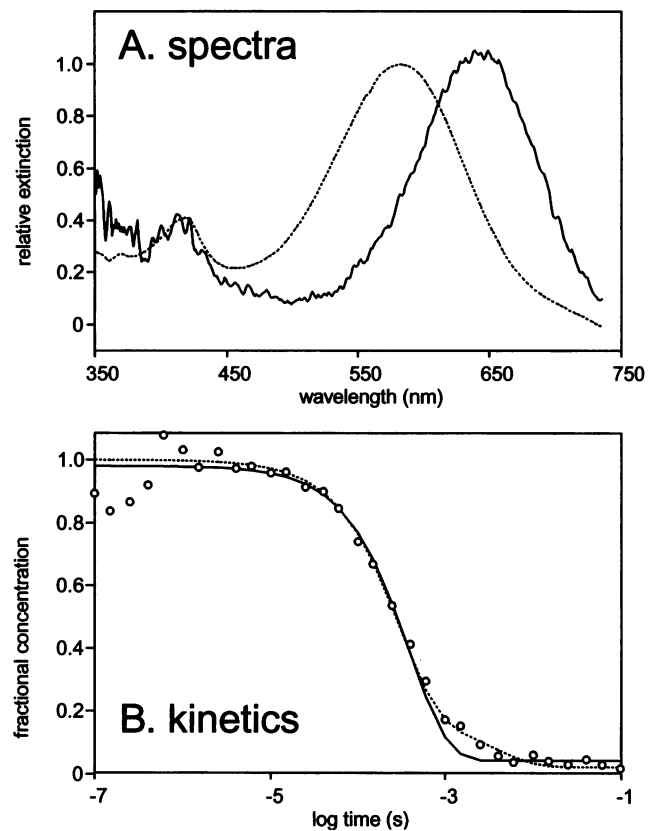 A. spectra
relative extinction
1.0
0.8
0.6
0.4
0.2
0
350 450 550 650 750
wavelength (nm)
fractional concentration
1.0
0.8
0.6
0.4
0.2
0
B. kinetics
-7 -5 -3 -1
log time (s)